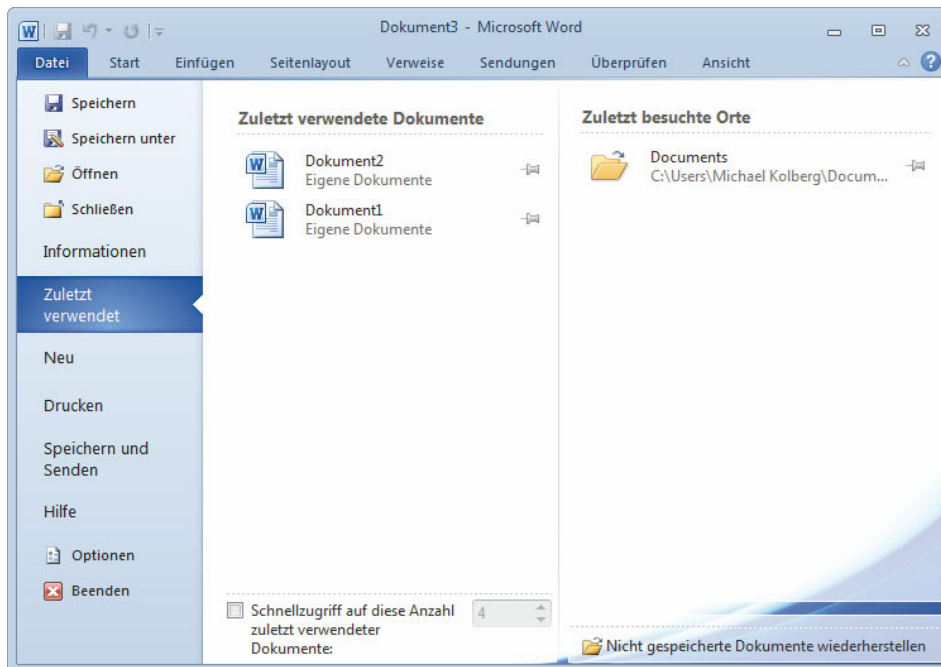 Dokument3 - Microsoft Word
Datei Start Einfügen Seitenlayout Verweise Sendungen Überprüfen Ansicht
Speichern
Speichern unter
Öffnen
Schließen
Informationen
Zuletzt
verwendet
Neu
Drucken
Speichern und
Senden
Hilfe
Optionen
Beenden
Zuletzt verwendete Dokumente
Dokument2
Eigene Dokumente
Dokument1
Eigene Dokumente
Schnellzugriff auf diese Anzahl 4
zuletzt verwendeter
Dokumente:
Zuletzt besuchte Orte
Documents
C:\Users\Michael Kolberg\Docum...
Nicht gespeicherte Dokumente wiederherstellen